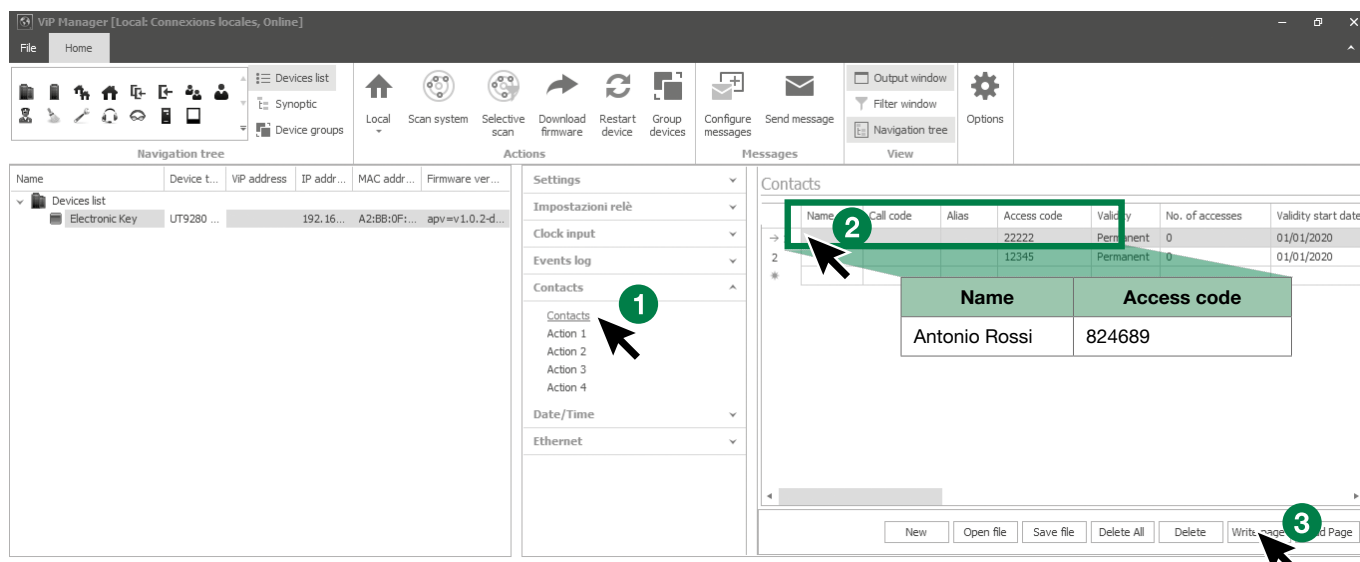 ViP Manager [Local: Connexions locales, Online]
File Home
Devices list
Synoptic
Device groups
Navigation tree
Local
Scan system
Selective scan
Download firmware
Restart device
Group devices
Actions
Configure messages
Send message
Messages
Output window
Filter window
Navigation tree
View
Options
Name Device t... ViP address IP addr... MAC addr... Firmware ver...
Devices list
Electronic Key UT9280 ... 192.16... A2:BB:0F:... apv=v1.0.2-d...
Settings
Impostazioni relè
Clock input
Events log
Contacts
1
Contacts
Action 1
Action 2
Action 3
Action 4
Date/Time
Ethernet
Contacts
Name 2 Call code Alias Access code Validity No. of accesses Validity start date
22222 Permanent 0 01/01/2020
2 12345 Permanent 0 01/01/2020
Name Access code
Antonio Rossi 824689
New Open file Save file Delete All Delete Write page 3 Page